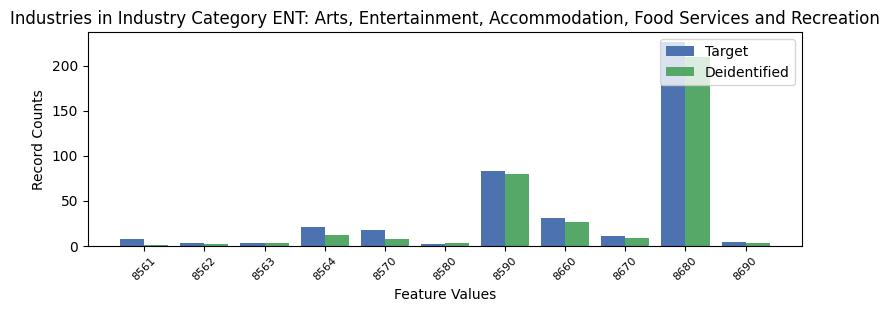 Industries in Industry Category ENT: Arts, Entertainment, Accommodation, Food Services and Recreation
Target
Deidentified
Record Counts
200
150
100
50
0
8561 8562 8563 8564 8570 8580 8590 8660 8670 8680 8690
Feature Values